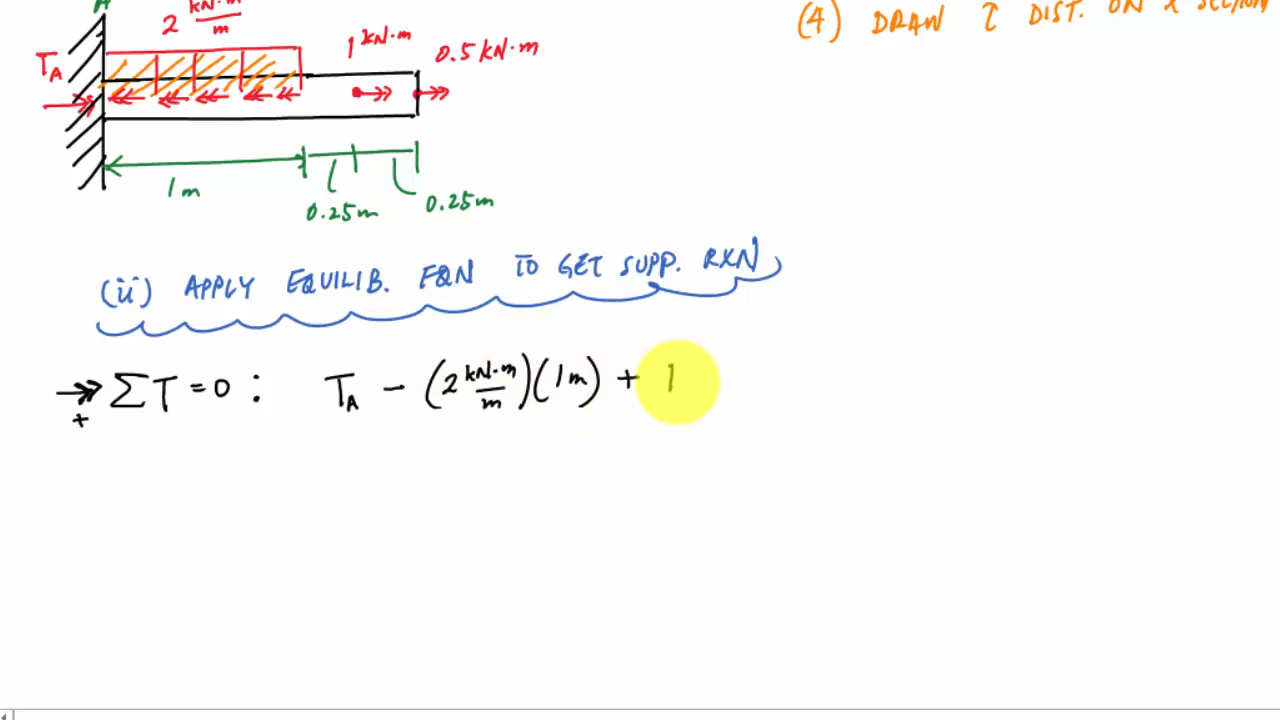 A
2 kN·m/m
(4) DRAW τ DIST. ON X SECTION
T_A
1 kN·m
0.5 kN·m
1m
0.25m
0.25m
(ii) APPLY EQUILIB. EQN TO GET SUPP. RXN
+ ΣT = 0 : T_A - (2 kN·m/m)(1m) + 1